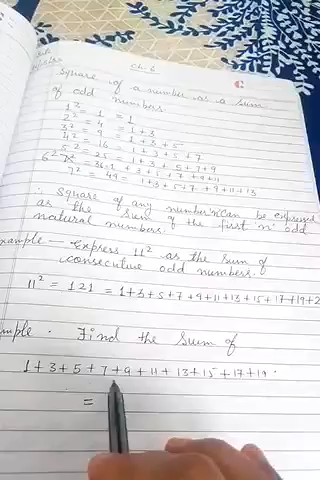 Ch. 6
Square of a number as a sum
of odd numbers.
1² = 1 = 1
2² = 4 = 1+3
3² = 9 = 1+3+5
4² = 16 = 1+3+5+7
5² = 25 = 1+3+5+7+9
6² = 36 = 1+3+5+7+9+11
7² = 49 = 1+3+5+7+9+11+13
∴ Square of any number 'n' can be expressed
as the sum of the first 'n' odd
natural numbers.
xample - Express 11² as the sum of
consecutive odd numbers.
11² = 121 = 1+3+5+7+9+11+13+15+17+19+2
mple. Find the sum of
1+3+5+7+9+11+13+15+17+19.
=